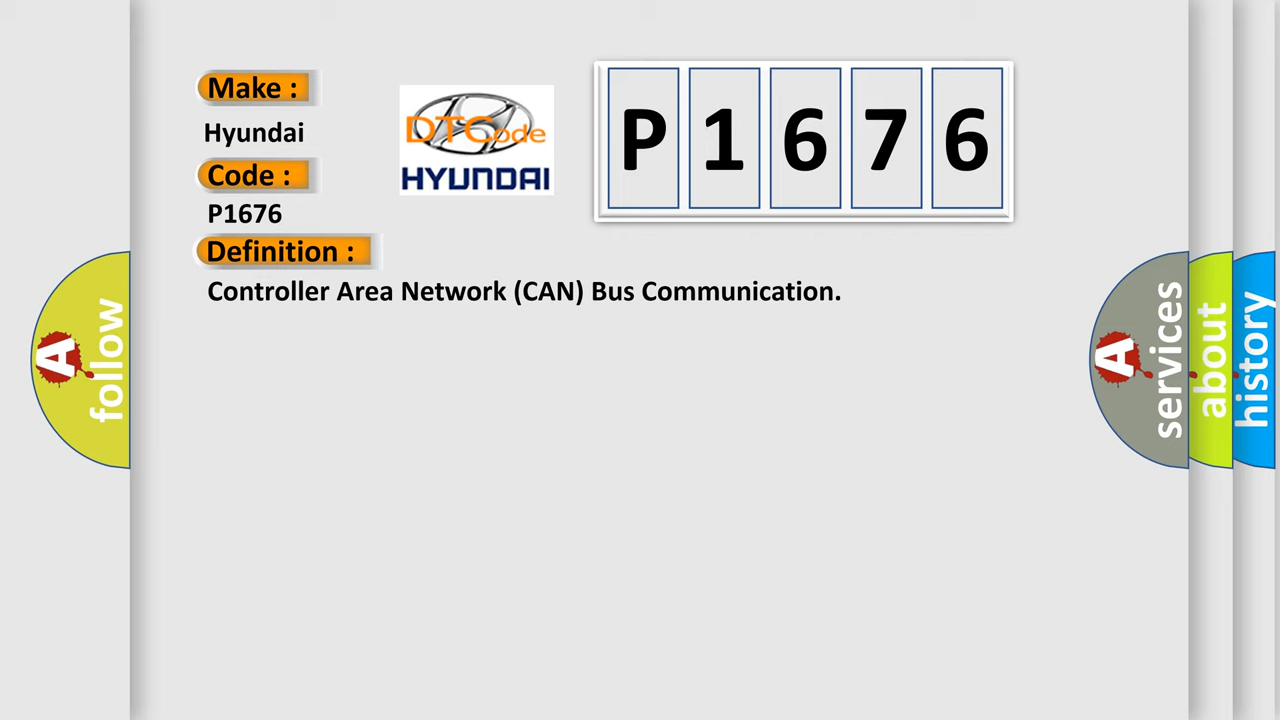 Make :
Hyundai
Code :
P1676
Definition :
Controller Area Network (CAN) Bus Communication.
DTCode
HYUNDAI
P 1 6 7 6
A follow
A services
about
history